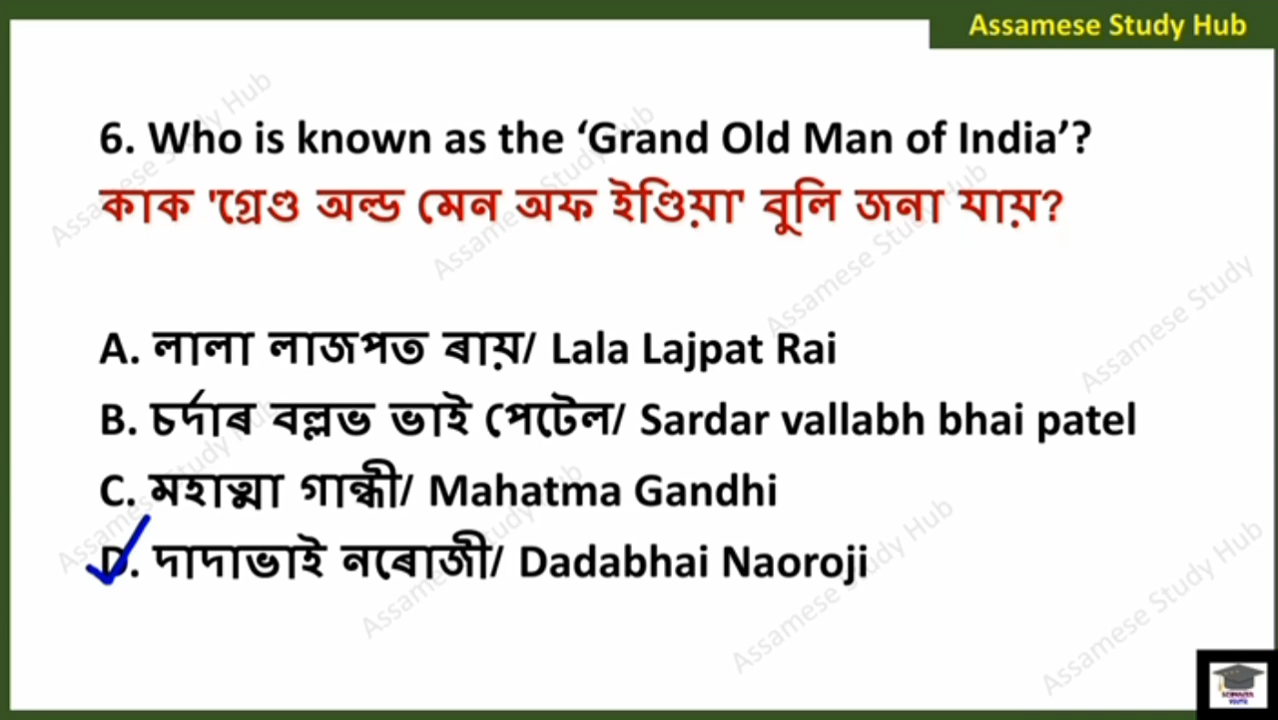 Assamese Study Hub
6. Who is known as the ‘Grand Old Man of India’?
কাক 'গ্ৰেণ্ড অল্ড মেন অফ ইণ্ডিয়া' বুলি জনা যায়?
A. লালা লাজপত ৰায়/ Lala Lajpat Rai
B. চৰ্দাৰ বল্লভ ভাই পেটেল/ Sardar vallabh bhai patel
C. মহাত্মা গান্ধী/ Mahatma Gandhi
D. দাদাভাই নৰোজী/ Dadabhai Naoroji